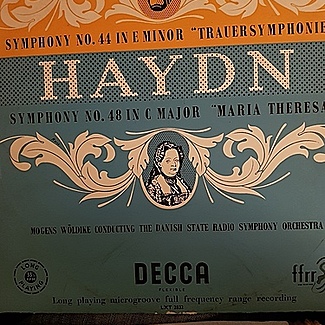 SYMPHONY NO. 44 IN E MINOR "TRAUERSYMPHONIE
HAYDN
SYMPHONY NO. 48 IN C MAJOR "MARIA THERESA
MOGENS WÖLDIKE CONDUCTING THE DANISH STATE RADIO SYMPHONY ORCHESTRA
LONG
PLAYING
DECCA
ffrr
Long playing microgroove full frequency range recording